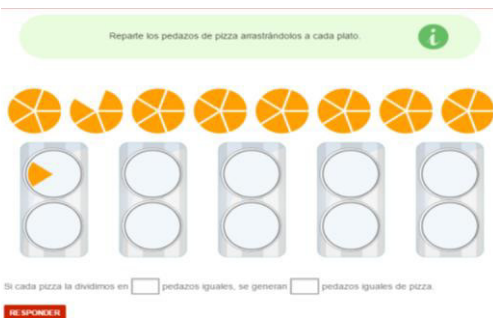 Reparte los pedazos de pizza arrastrándolos a cada plato.
i
Si cada pizza la dividimos en pedazos iguales, se generan pedazos iguales de pizza.
RESPONDER